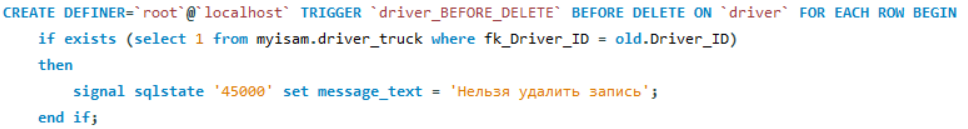 CREATE DEFINER=`root`@`localhost` TRIGGER `driver_BEFORE_DELETE` BEFORE DELETE ON `driver` FOR EACH ROW BEGIN
if exists (select 1 from myisam.driver_truck where fk_Driver_ID = old.Driver_ID)
then
signal sqlstate '45000' set message_text = 'Нельзя удалить запись';
end if;